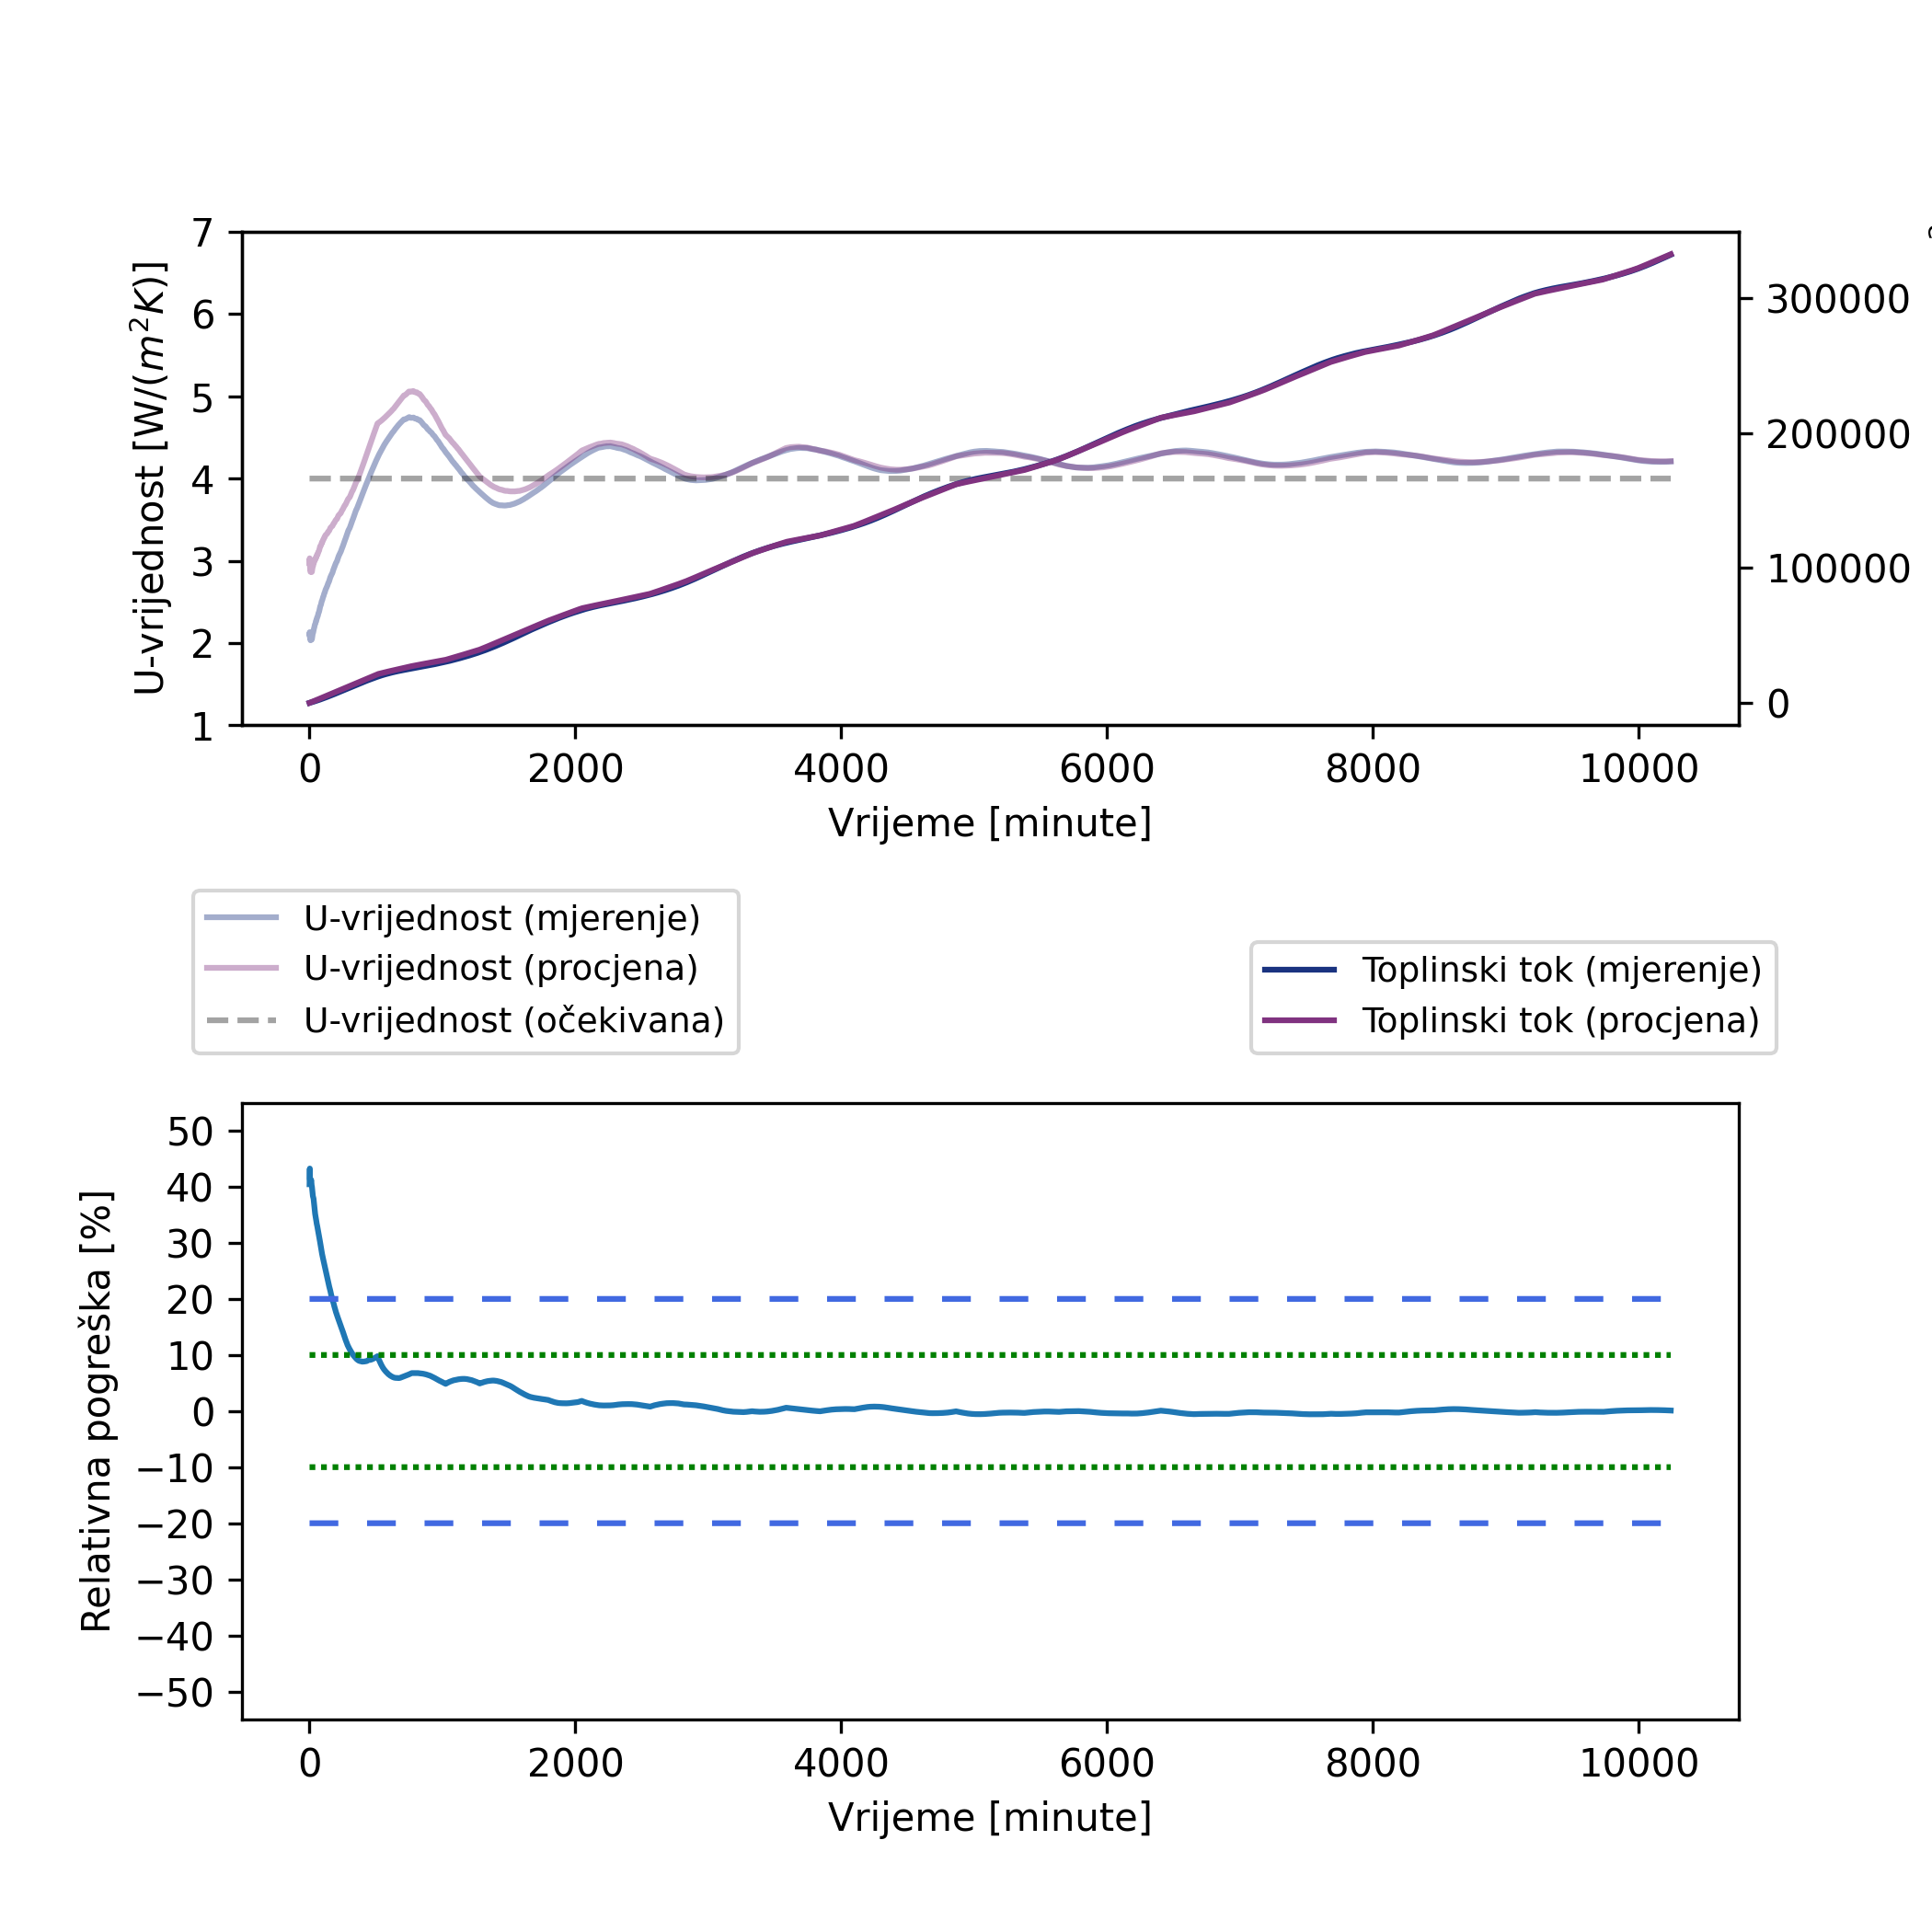 7
6
5
4
3
2
1
U-vrijednost [W/(m²K)]
300000
200000
100000
0
0 2000 4000 6000 8000 10000
Vrijeme [minute]
U-vrijednost (mjerenje)
U-vrijednost (procjena)
U-vrijednost (očekivana)
Toplinski tok (mjerenje)
Toplinski tok (procjena)
50
40
30
20
10
0
−10
−20
−30
−40
−50
Relativna pogreška [%]
0 2000 4000 6000 8000 10000
Vrijeme [minute]